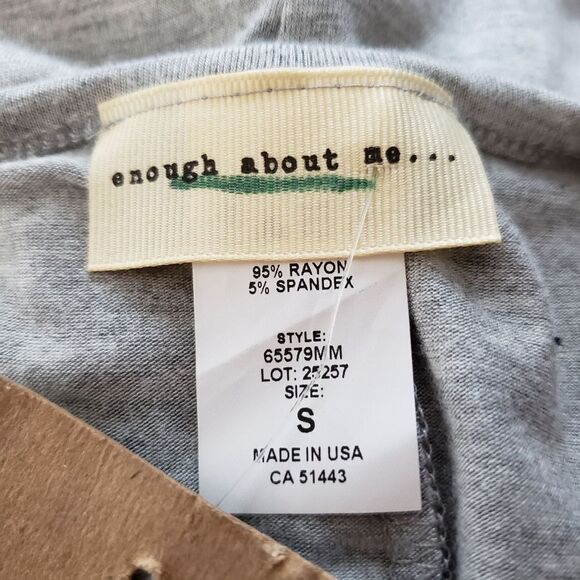 enough about me...
95% RAYON
5% SPANDEX
STYLE:
65579MM
LOT: 25257
SIZE:
S
MADE IN USA
CA 51443